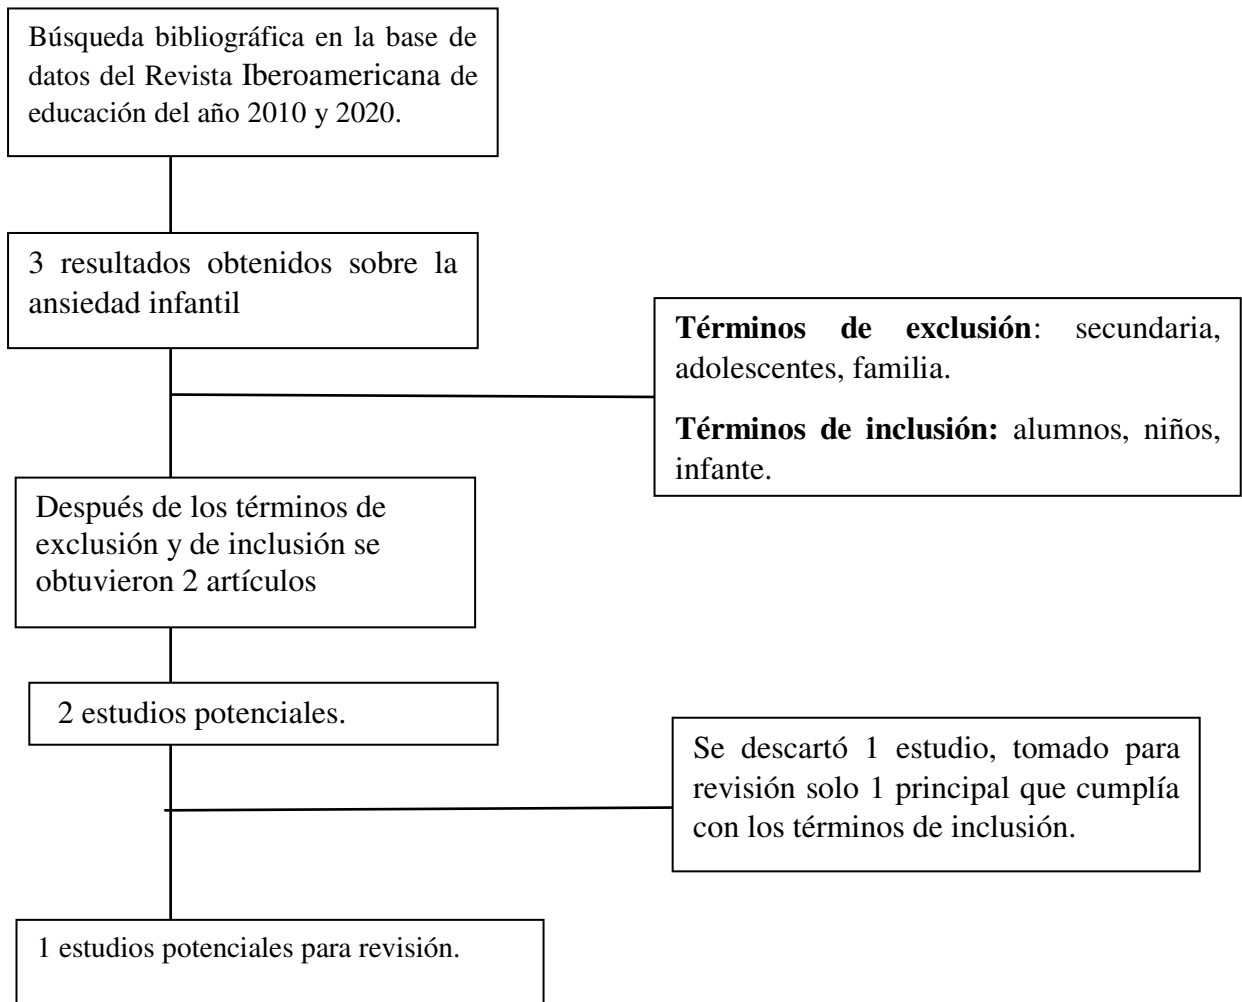 Búsqueda bibliográfica en la base de
datos del Revista Iberoamericana de
educación del año 2010 y 2020.
3 resultados obtenidos sobre la
ansiedad infantil
Términos de exclusión: secundaria,
adolescentes, familia.
Términos de inclusión: alumnos, niños,
infante.
Después de los términos de
exclusión y de inclusión se
obtuvieron 2 artículos
2 estudios potenciales.
Se descartó 1 estudio, tomado para
revisión solo 1 principal que cumplía
con los términos de inclusión.
1 estudios potenciales para revisión.